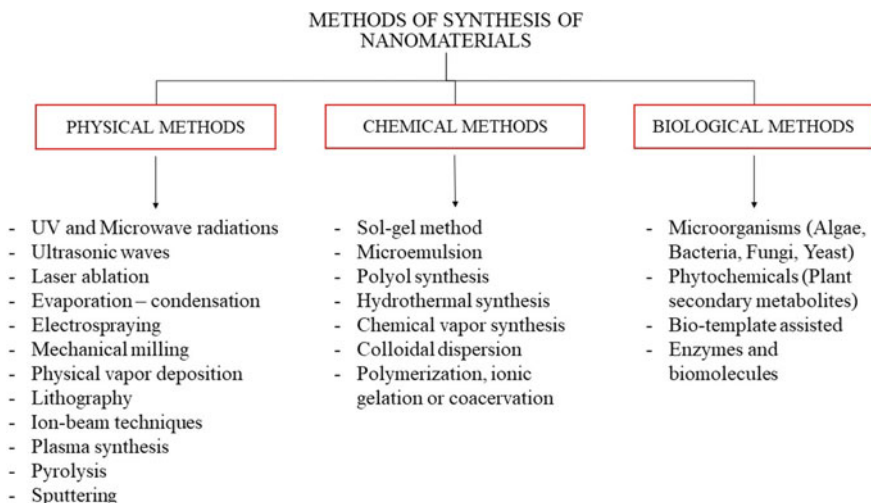 METHODS OF SYNTHESIS OF
NANOMATERIALS
PHYSICAL METHODS
CHEMICAL METHODS
BIOLOGICAL METHODS
- UV and Microwave radiations
- Ultrasonic waves
- Laser ablation
- Evaporation – condensation
- Electrospraying
- Mechanical milling
- Physical vapor deposition
- Lithography
- Ion-beam techniques
- Plasma synthesis
- Pyrolysis
- Sputtering
- Sol-gel method
- Microemulsion
- Polyol synthesis
- Hydrothermal synthesis
- Chemical vapor synthesis
- Colloidal dispersion
- Polymerization, ionic
gelation or coacervation
- Microorganisms (Algae,
Bacteria, Fungi, Yeast)
- Phytochemicals (Plant
secondary metabolites)
- Bio-template assisted
- Enzymes and
biomolecules